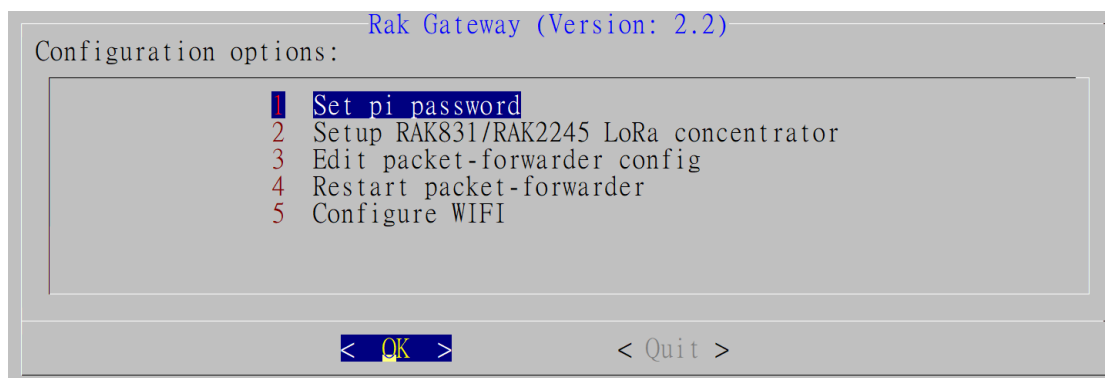 Rak Gateway (Version: 2.2)
Configuration options:
1 Set pi password
2 Setup RAK831/RAK2245 LoRa concentrator
3 Edit packet-forwarder config
4 Restart packet-forwarder
5 Configure WIFI
< OK > < Quit >